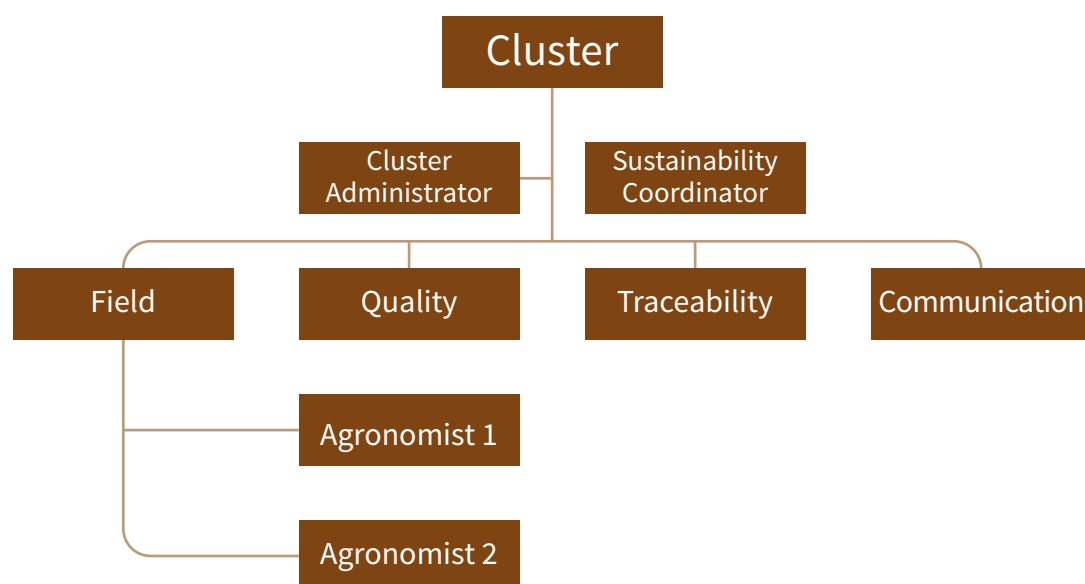 Cluster
Cluster
Administrator
Sustainability
Coordinator
Field
Quality
Traceability
Communication
Agronomist 1
Agronomist 2